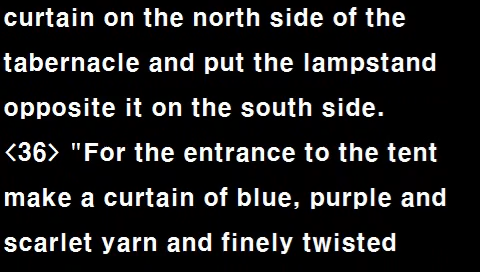 curtain on the north side of the
tabernacle and put the lampstand
opposite it on the south side.
<36> "For the entrance to the tent
make a curtain of blue, purple and
scarlet yarn and finely twisted